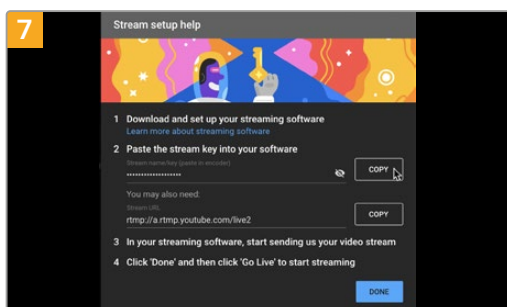 7
Stream setup help
1 Download and set up your streaming software
Learn more about streaming software
2 Paste the stream key into your software
Stream name/key (paste in encoder)
••••••••••••••••••• COPY
You may also need:
Stream URL
rtmp://a.rtmp.youtube.com/live2 COPY
3 In your streaming software, start sending us your video stream
4 Click 'Done' and then click 'Go Live' to start streaming
DONE